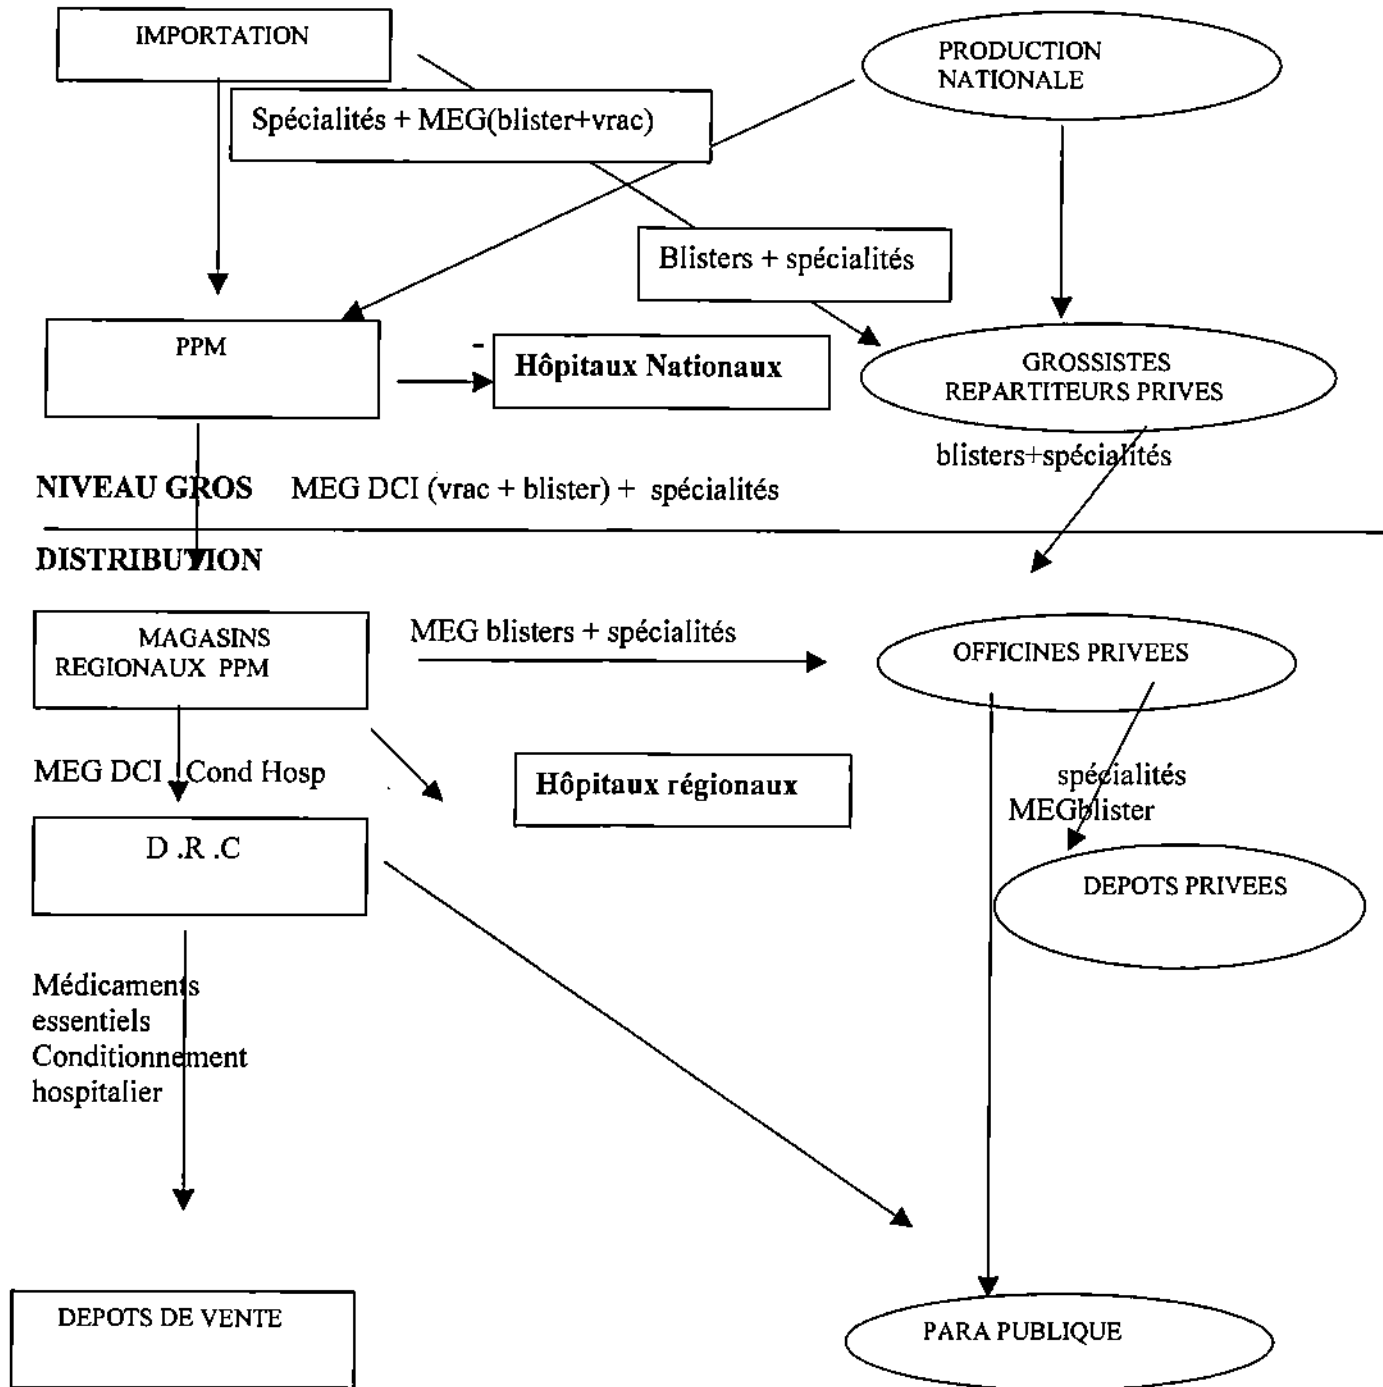 IMPORTATION
PRODUCTION
NATIONALE
Spécialités + MEG(blister+vrac)
Blisters + spécialités
PPM
Hôpitaux Nationaux
GROSSISTES
REPARTITEURS PRIVES
blisters+spécialités
NIVEAU GROS MEG DCI (vrac + blister) + spécialités
DISTRIBUTION
MAGASINS
REGIONAUX PPM
MEG blisters + spécialités
OFFICINES PRIVEES
MEG DCI Cond Hosp
Hôpitaux régionaux
spécialités
MEGblister
D .R .C
DEPOTS PRIVEES
Médicaments
essentiels
Conditionnement
hospitalier
DEPOTS DE VENTE
PARA PUBLIQUE